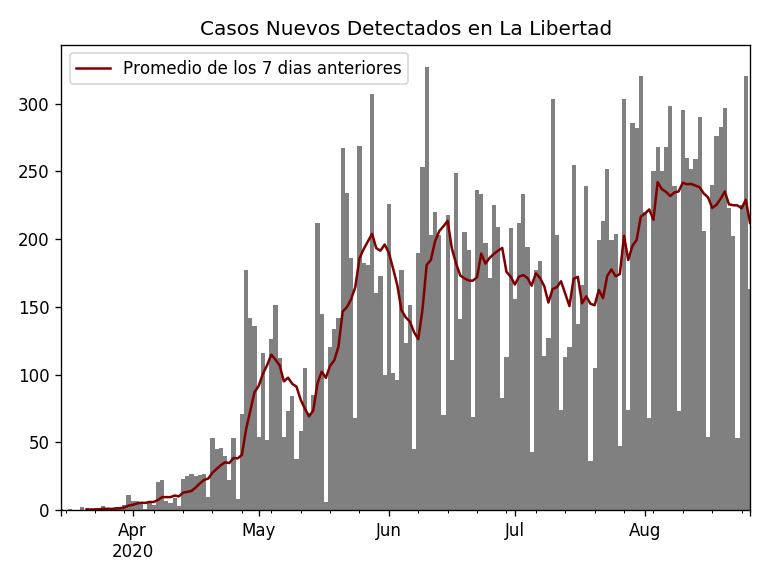 Casos Nuevos Detectados en La Libertad
Promedio de los 7 dias anteriores
300
250
200
150
100
50
0
Apr
2020
May
Jun
Jul
Aug